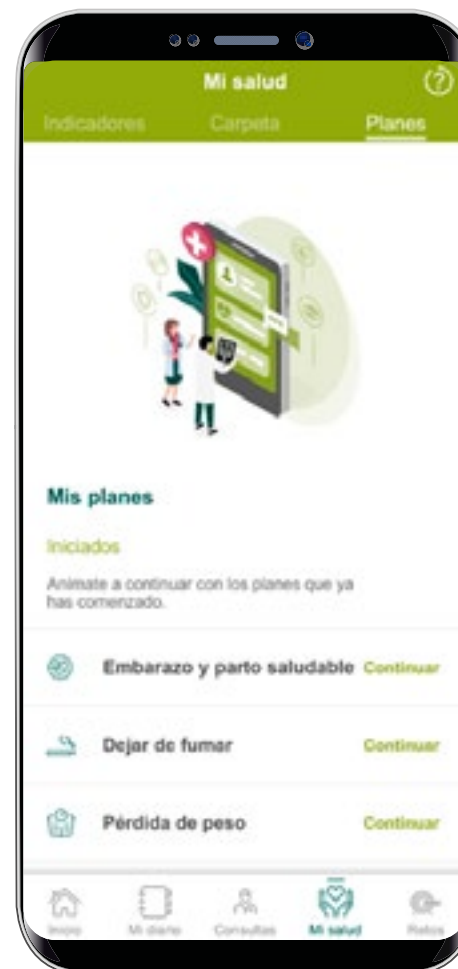 Mi salud
Indicadores Carpeta Planes
Mis planes
Iniciados
Anímate a continuar con los planes que ya
has comenzado.
Embarazo y parto saludable Continuar
Dejar de fumar Continuar
Pérdida de peso Continuar
Inicio Mi diario Consultas Mi salud Retos